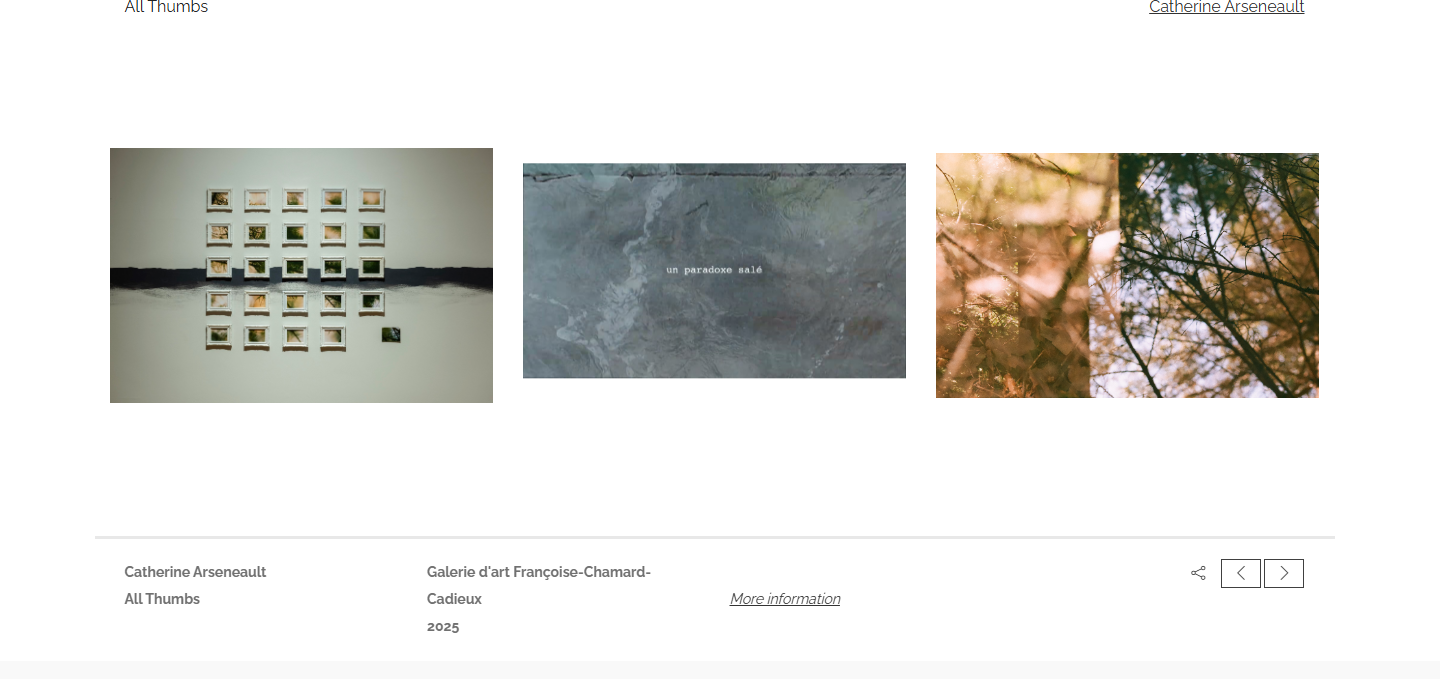 All Thumbs
Catherine Arseneault
un paradoxe salé
Catherine Arseneault
All Thumbs
Galerie d'art Françoise-Chamard-
Cadieux
2025
More information